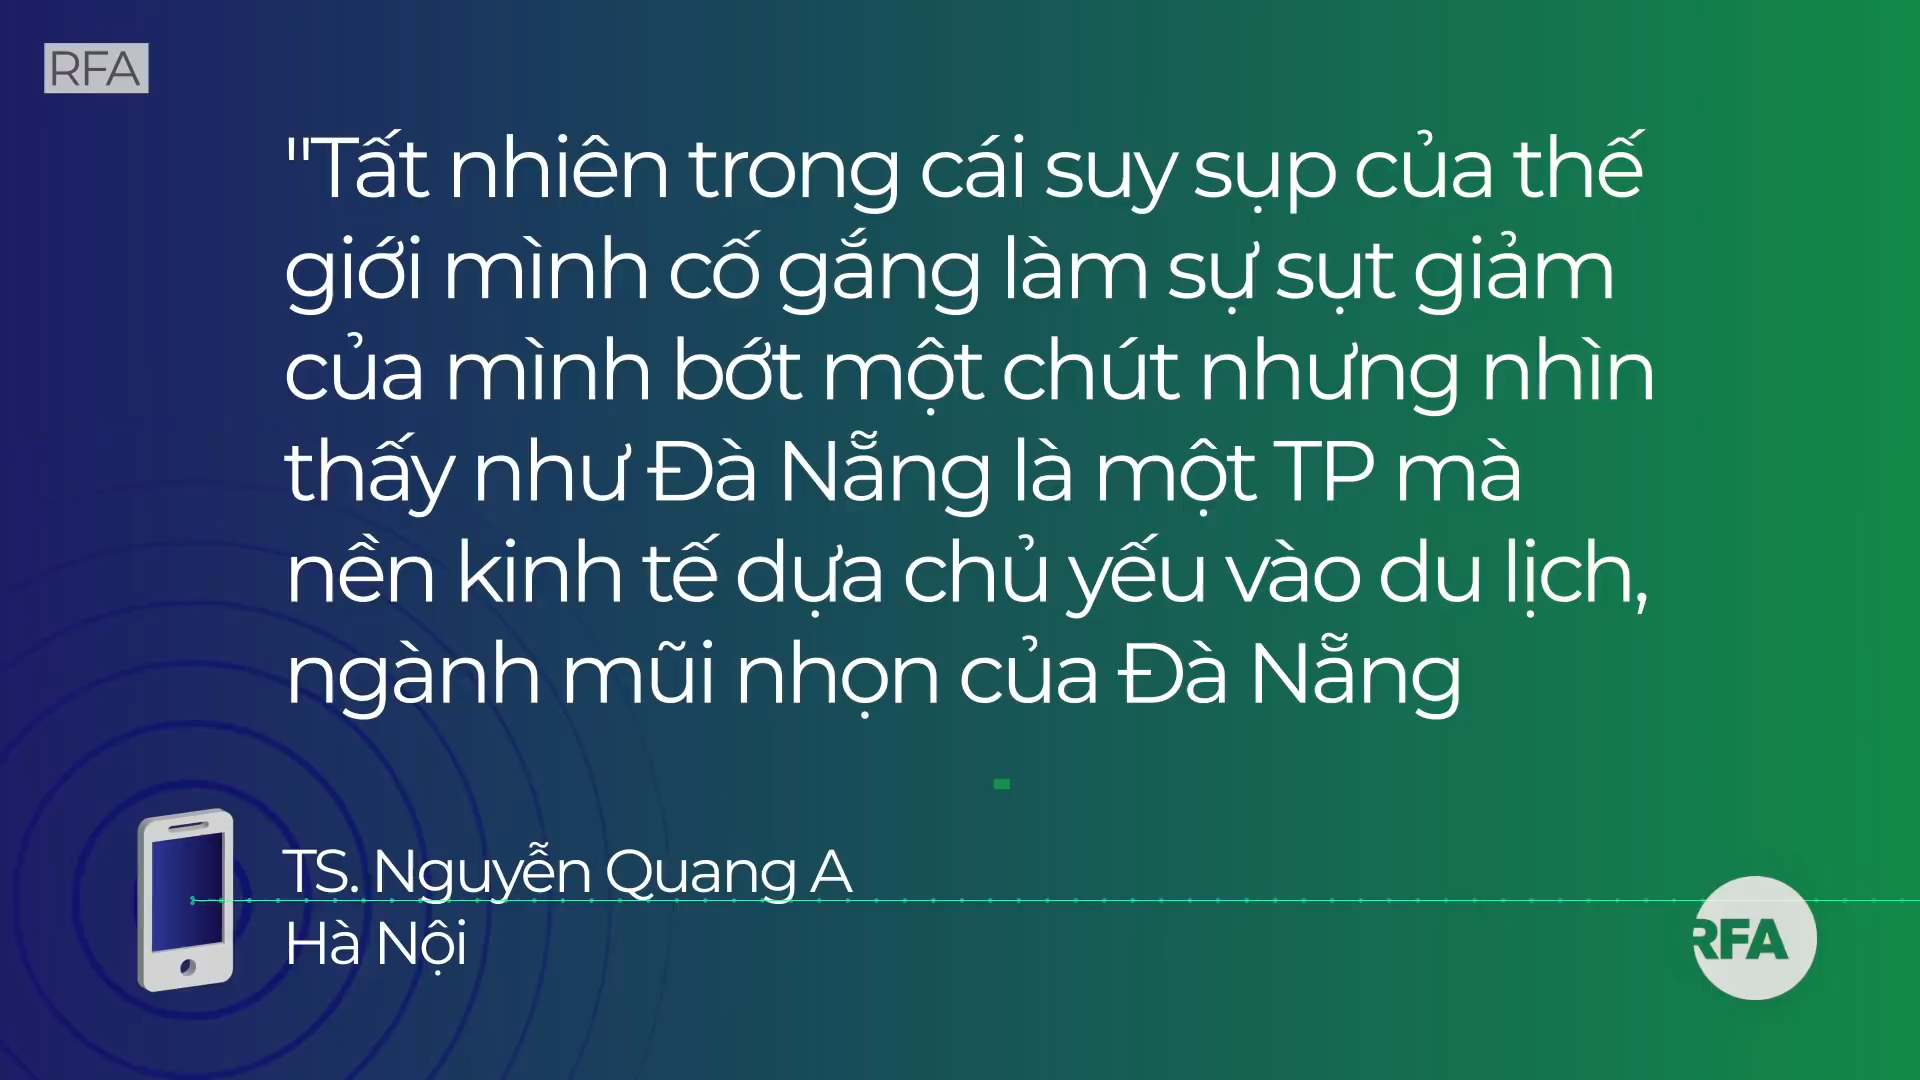 RFA
"Tất nhiên trong cái suy sụp của thế
giới mình cố gắng làm sự sụt giảm
của mình bớt một chút nhưng nhìn
thấy như Đà Nẵng là một TP mà
nền kinh tế dựa chủ yếu vào du lịch,
ngành mũi nhọn của Đà Nẵng
TS. Nguyễn Quang A
Hà Nội
RFA